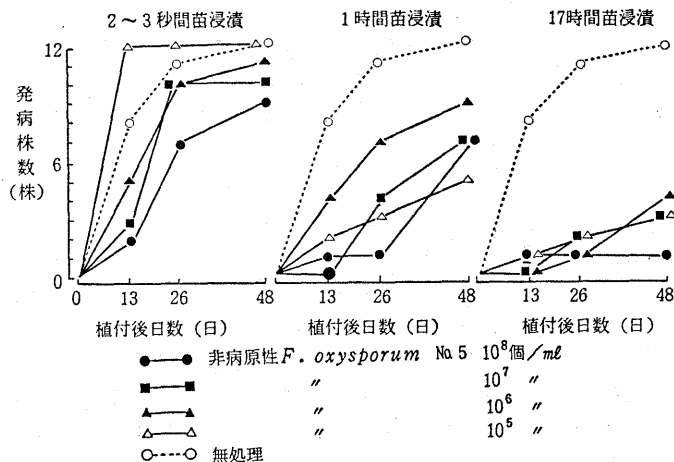 2～3秒間苗浸漬 1時間苗浸漬 17時間苗浸漬
12
発病株数(株)
6
0
0 13 26 48 13 26 48 13 26 48
植付後日数(日) 植付後日数(日) 植付後日数(日)
●──● 非病原性F. oxysporum No.5 10⁸個/ml
■──■ 〃 10⁷ 〃
▲──▲ 〃 10⁶ 〃
△──△ 〃 10⁵ 〃
○----○ 無処理